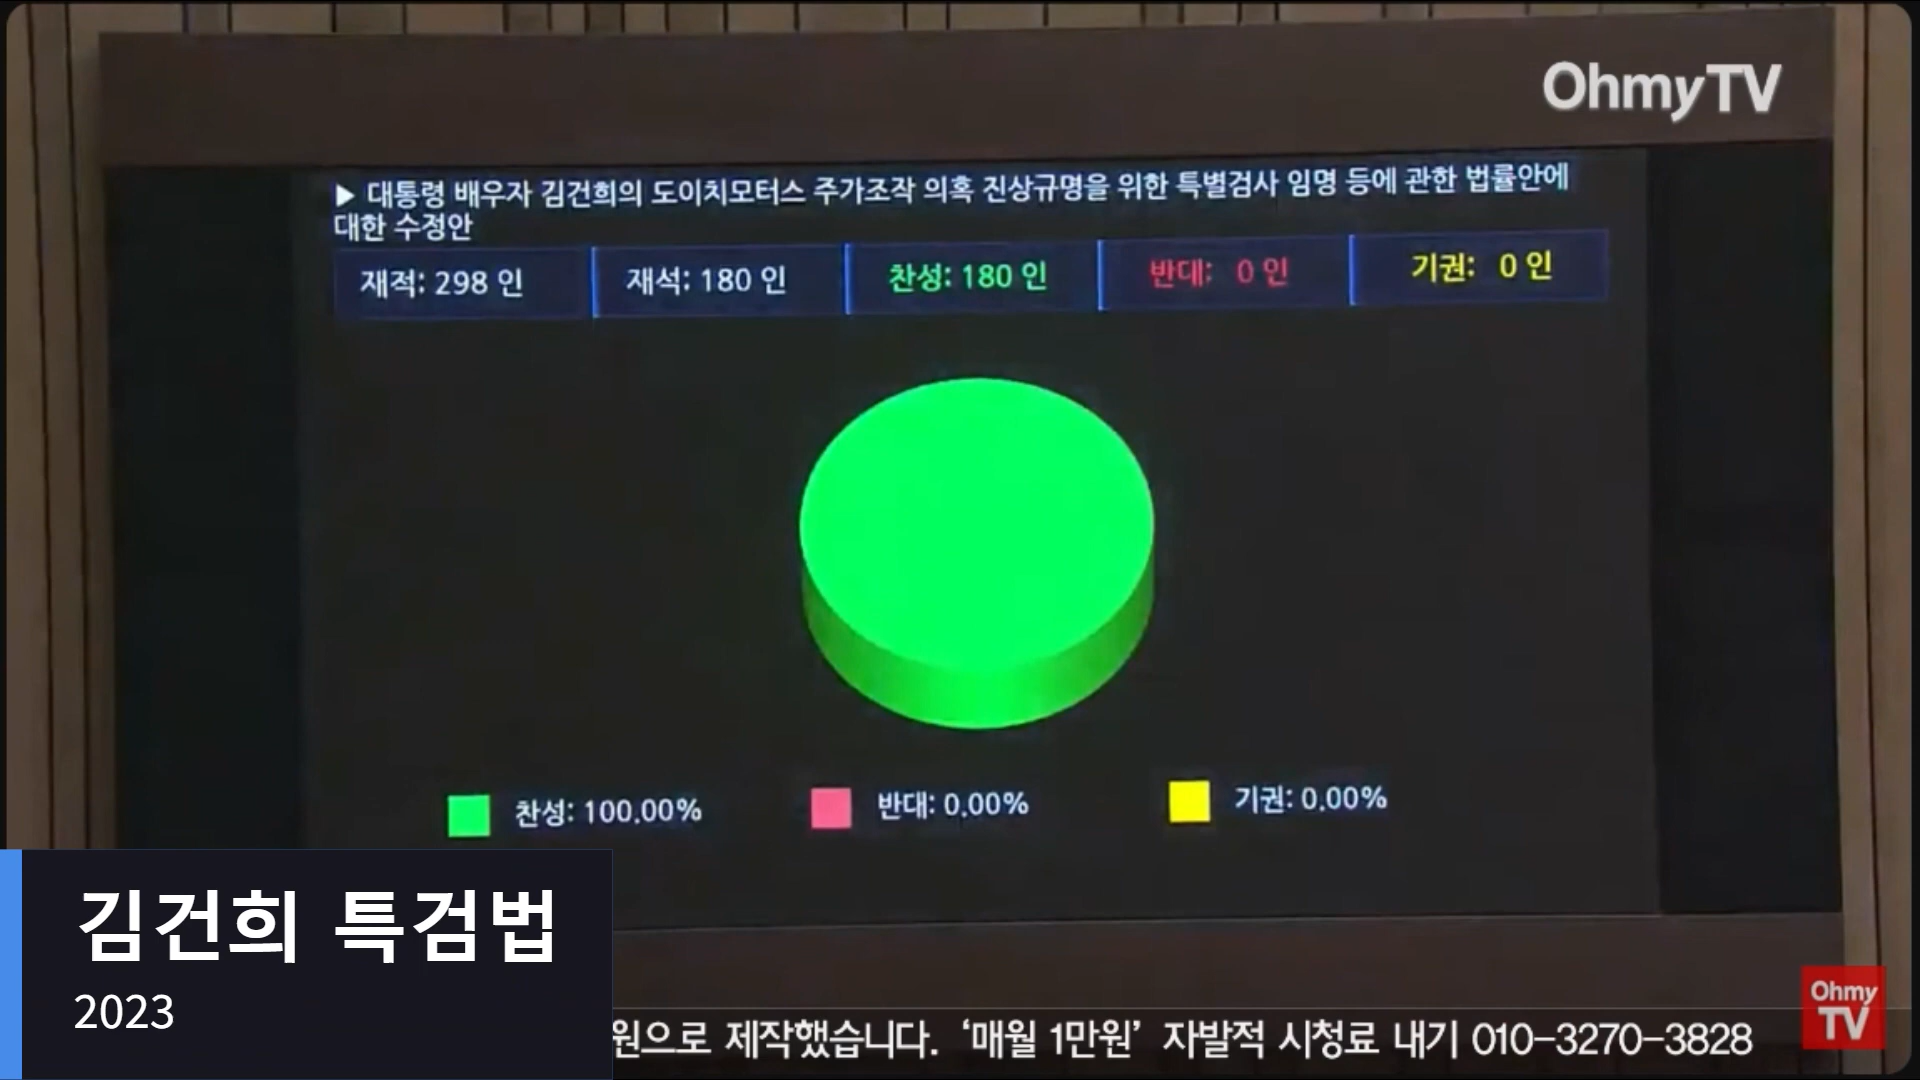 OhmyTV
▶ 대통령 배우자 김건희의 도이치모터스 주가조작 의혹 진상규명을 위한 특별검사 임명 등에 관한 법률안에
대한 수정안
재적: 298 인 재석: 180 인 찬성: 180 인 반대: 0 인 기권: 0 인
찬성: 100.00% 반대: 0.00% 기권: 0.00%
김건희 특검법
2023
원으로 제작했습니다. ‘매월 1만원’ 자발적 시청료 내기 010-3270-3828
Ohmy
TV